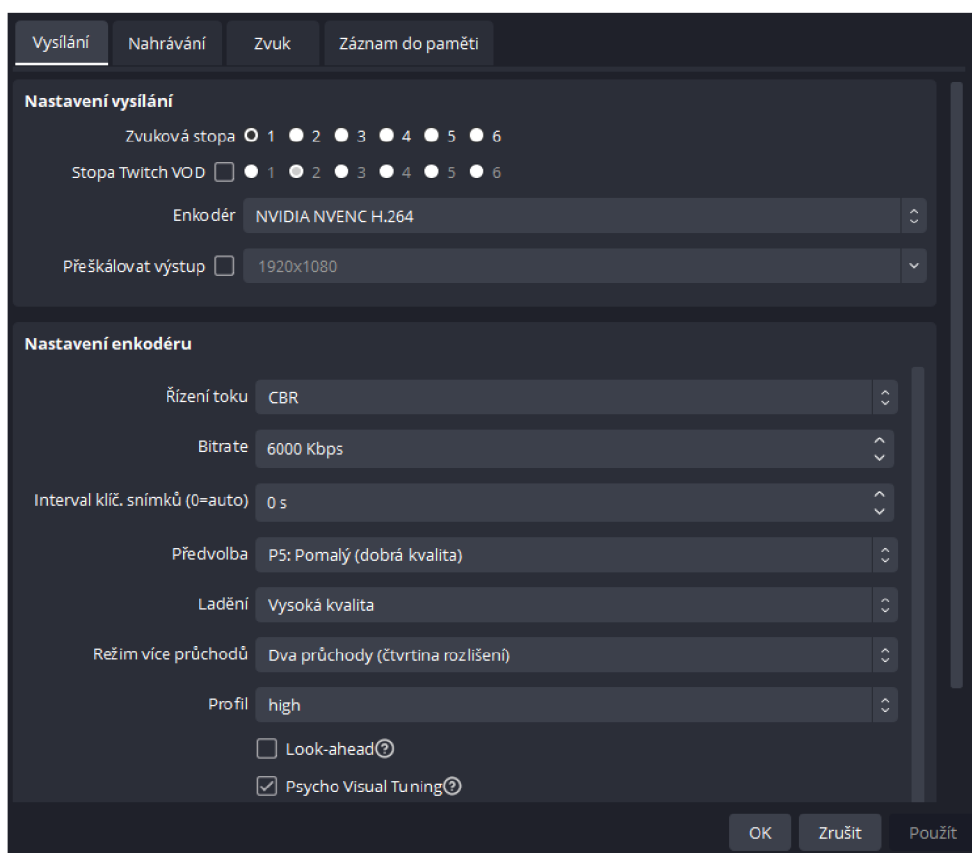 Vysílání Nahrávání Zvuk Záznam do paměti
Nastavení vysílání
Zvuková stopa 1 2 3 4 5 6
Stopa Twitch VOD 1 2 3 4 5 6
Enkodér NVIDIA NVENC H.264
Přeškálovat výstup 1920x1080
Nastavení enkodéru
Řízení toku CBR
Bitrate 6000 Kbps
Interval klíč. snímků (0=auto) 0 s
Předvolba P5: Pomalý (dobrá kvalita)
Ladění Vysoká kvalita
Režim více průchodů Dva průchody (čtvrtina rozlišení)
Profil high
Look-ahead
Psycho Visual Tuning
OK Zrušit Použít